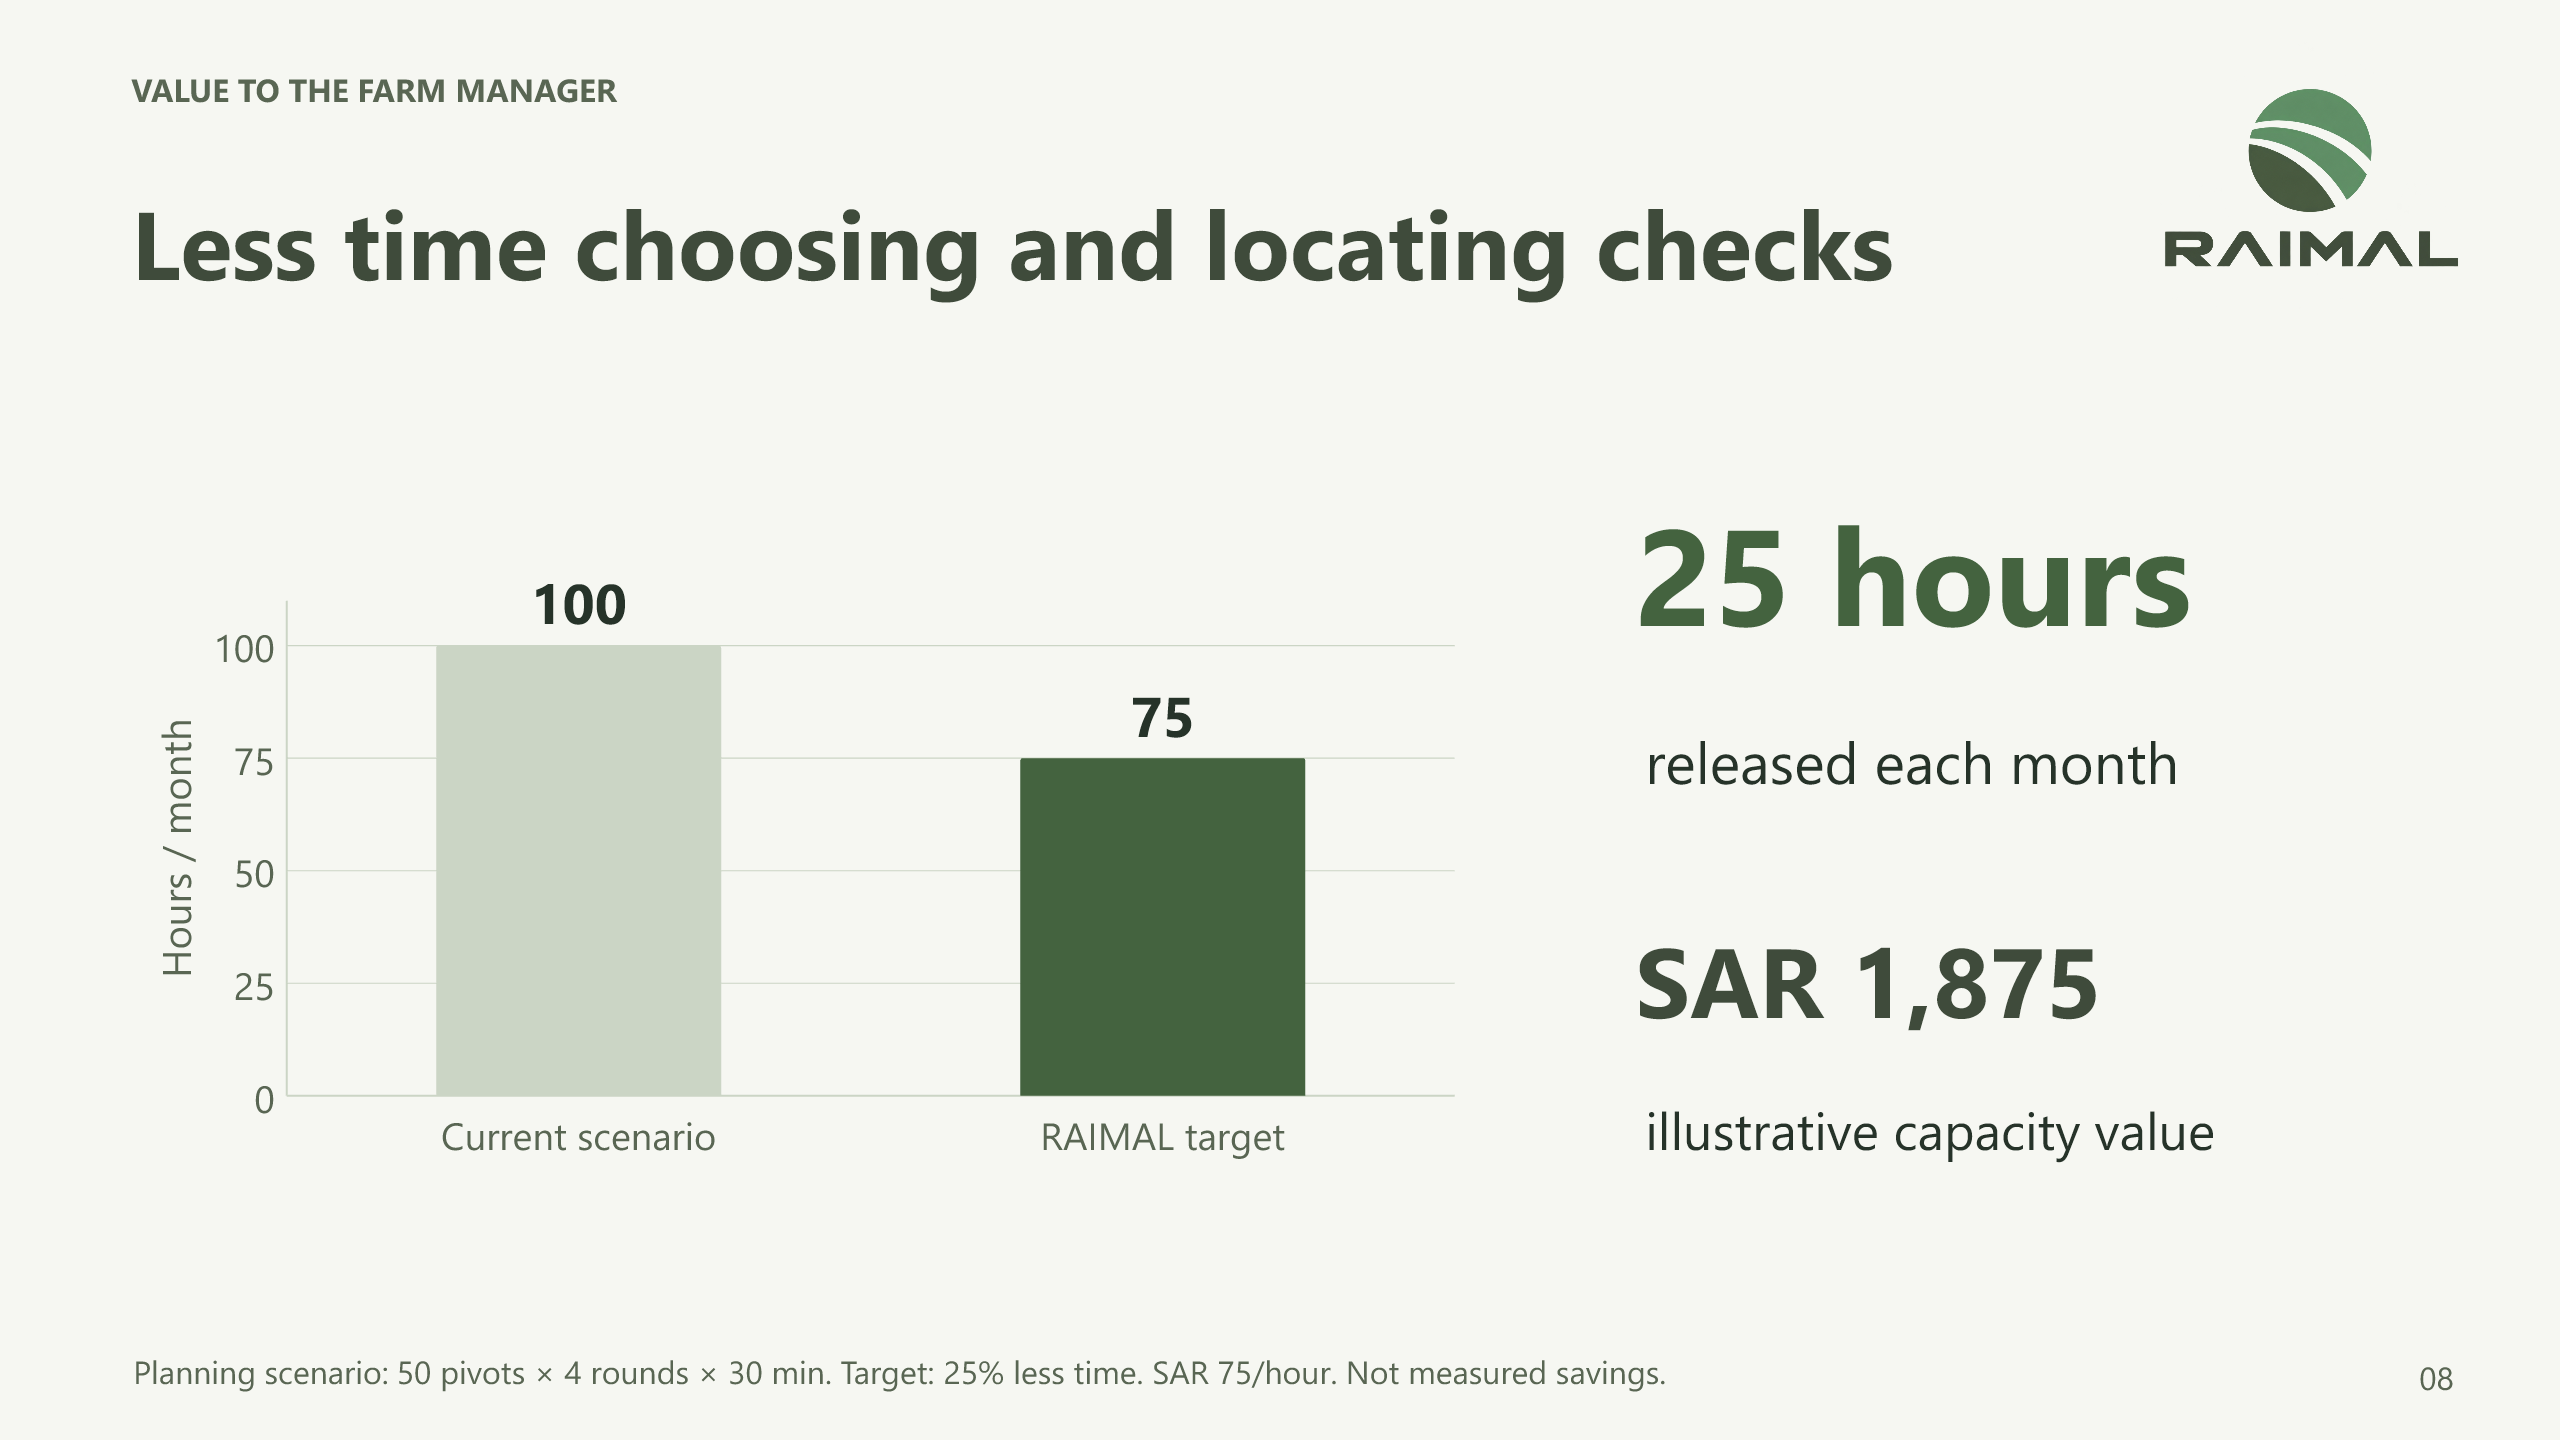 VALUE TO THE FARM MANAGER
RAIMAL
Less time choosing and locating checks
25 hours
released each month
SAR 1,875
illustrative capacity value
Hours / month
100
75
50
25
0
100
75
Current scenario
RAIMAL target
Planning scenario: 50 pivots × 4 rounds × 30 min. Target: 25% less time. SAR 75/hour. Not measured savings.
08